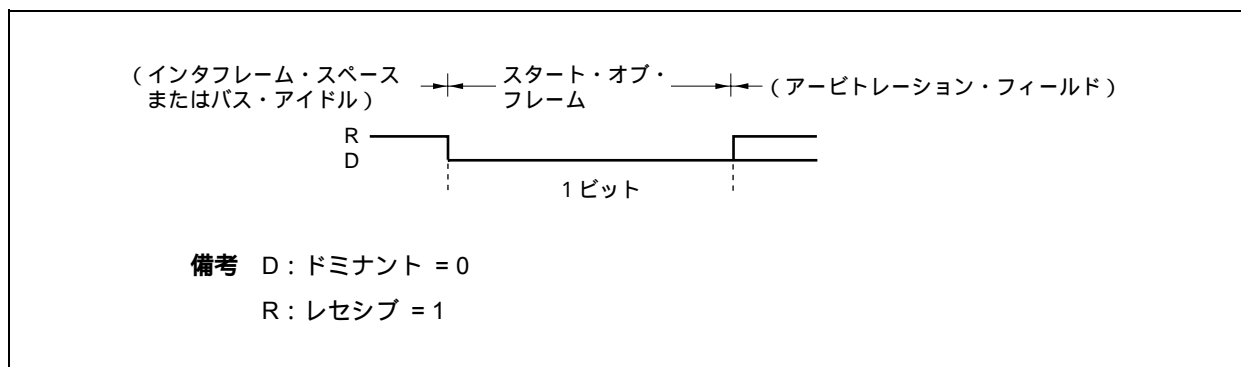 （インタフレーム・スペース
またはバス・アイドル）
スタート・オブ・
フレーム
（アービトレーション・フィールド）
R
D
1 ビット
備考 D：ドミナント = 0
R：レセシブ = 1